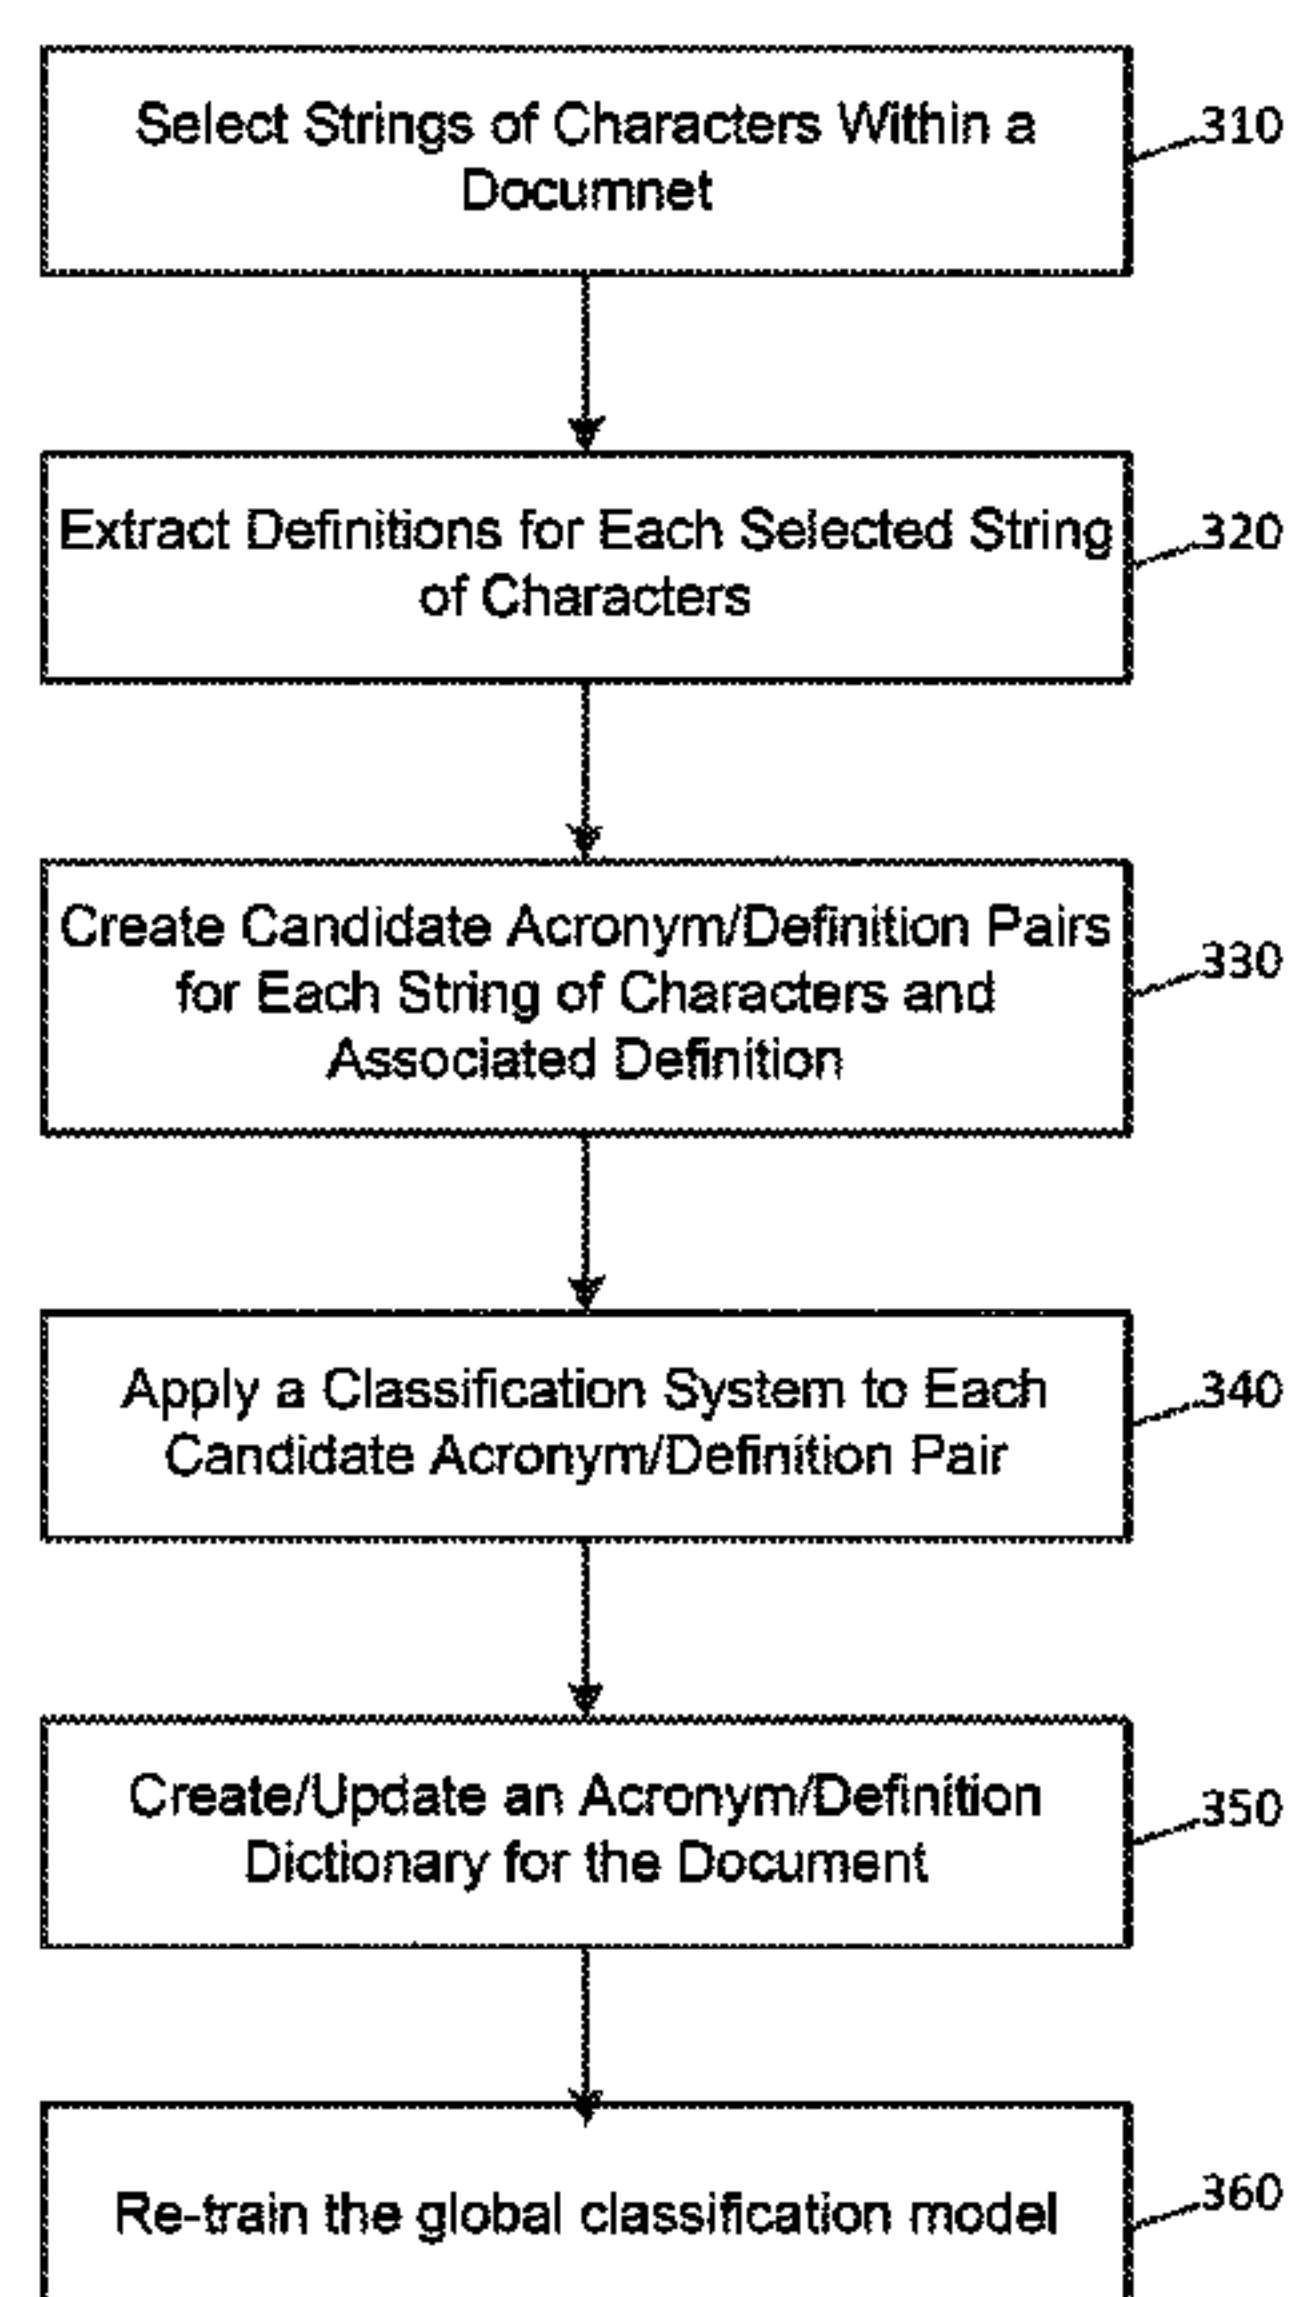 Select Strings of Characters Within a
Documnet
310
Extract Definitions for Each Selected String
of Characters
320
Create Candidate Acronym/Definition Pairs
for Each String of Characters and
Associated Definition
330
Apply a Classification System to Each
Candidate Acronym/Definition Pair
340
Create/Update an Acronym/Definition
Dictionary for the Document
350
Re-train the global classification model
360